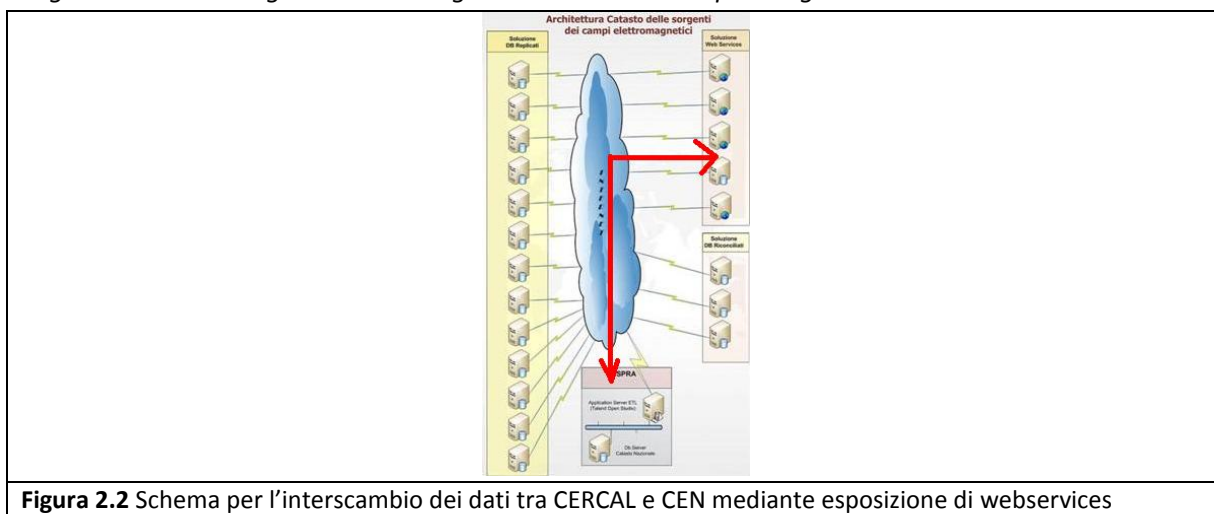 Architettura Catasto delle sorgenti
dei campi elettromagnetici
Soluzione
DB Replicati
Soluzione
Web Services
Soluzione
DB Riconciliati
SPRA
Application Server ETL
(Talend Open Studio)
Db Server
Catasto Nazionale
Figura 2.2 Schema per l’interscambio dei dati tra CERCAL e CEN mediante esposizione di webservices